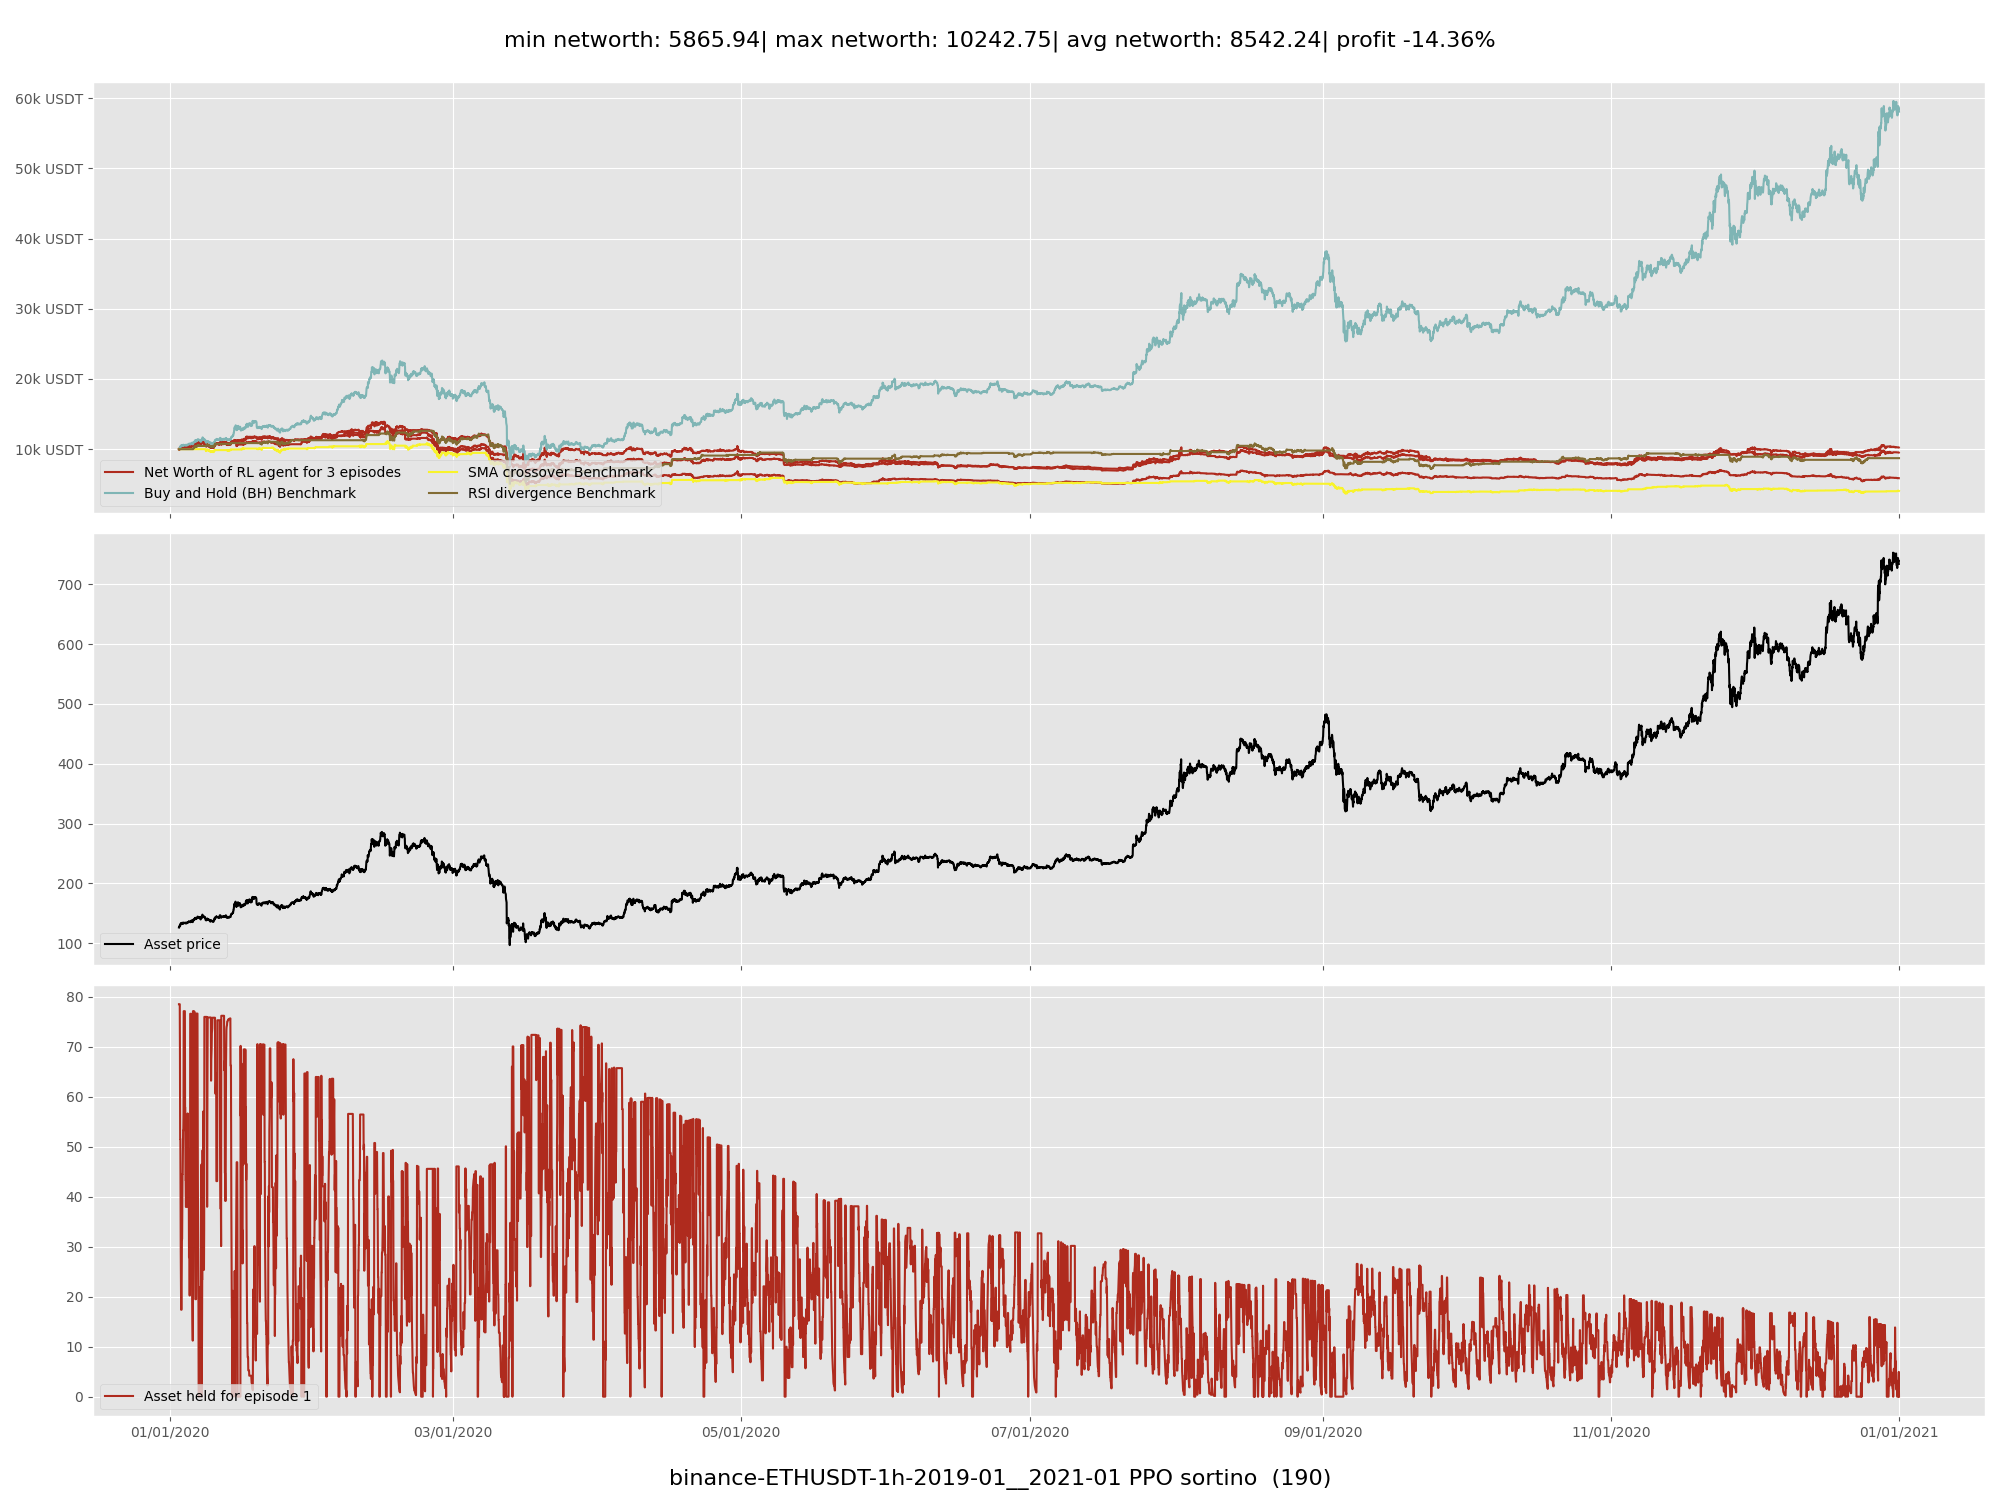 min networth: 5865.94| max networth: 10242.75| avg networth: 8542.24| profit -14.36%
60k USDT
50k USDT
40k USDT
30k USDT
20k USDT
10k USDT
Net Worth of RL agent for 3 episodes
Buy and Hold (BH) Benchmark
SMA crossover Benchmark
RSI divergence Benchmark
700
600
500
400
300
200
100
Asset price
80
70
60
50
40
30
20
10
0
Asset held for episode 1
01/01/2020 03/01/2020 05/01/2020 07/01/2020 09/01/2020 11/01/2020 01/01/2021
binance-ETHUSDT-1h-2019-01__2021-01 PPO sortino (190)